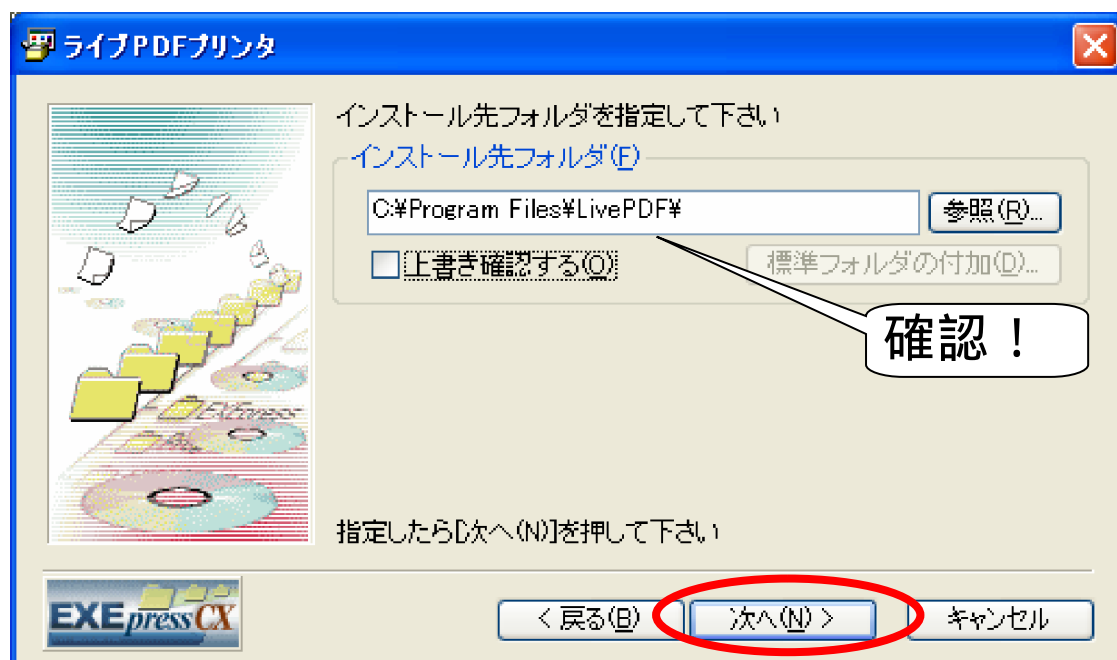 ライブPDFプリンタ
インストール先フォルダを指定して下さい
インストール先フォルダ(F)
C:¥Program Files¥LivePDF¥
参照(R)...
上書き確認する(O)
標準フォルダの付加(D)...
確認！
EXEpress
指定したら[次へ(N)]を押して下さい
EXEpress CX
< 戻る(B)
次へ(N) >
キャンセル